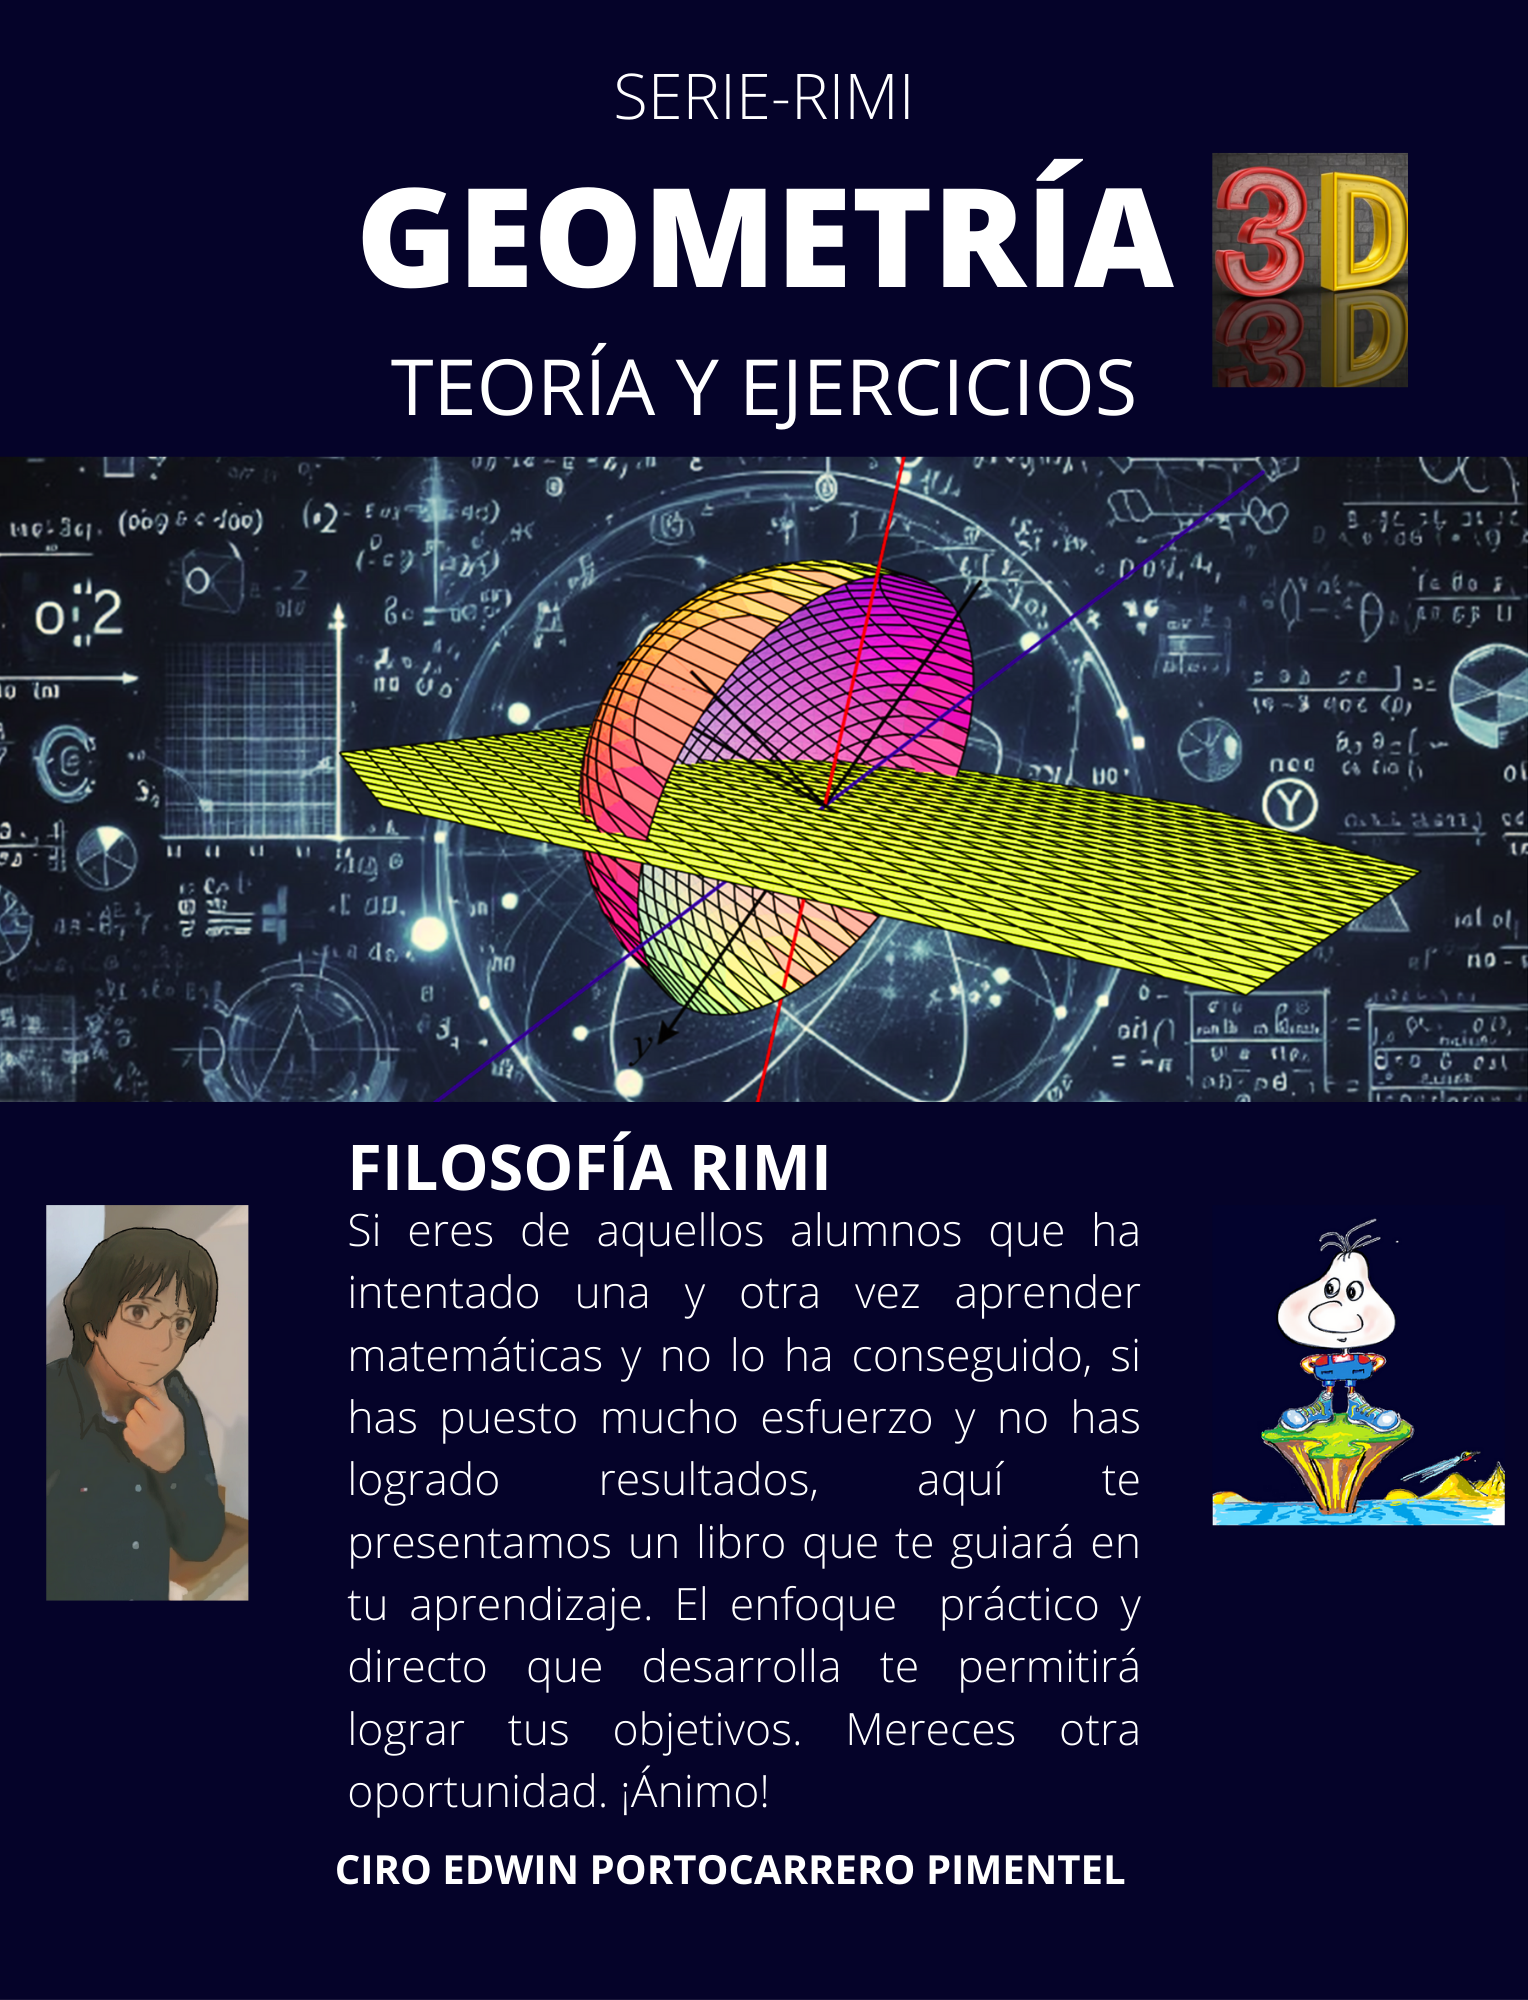 SERIE-RIMI
GEOMETRÍA 3D
TEORÍA Y EJERCICIOS
y
FILOSOFÍA RIMI
Si eres de aquellos alumnos que ha
intentado una y otra vez aprender
matemáticas y no lo ha conseguido, si
has puesto mucho esfuerzo y no has
logrado resultados, aquí te
presentamos un libro que te guiará en
tu aprendizaje. El enfoque práctico y
directo que desarrolla te permitirá
lograr tus objetivos. Mereces otra
oportunidad. ¡Ánimo!
CIRO EDWIN PORTOCARRERO PIMENTEL